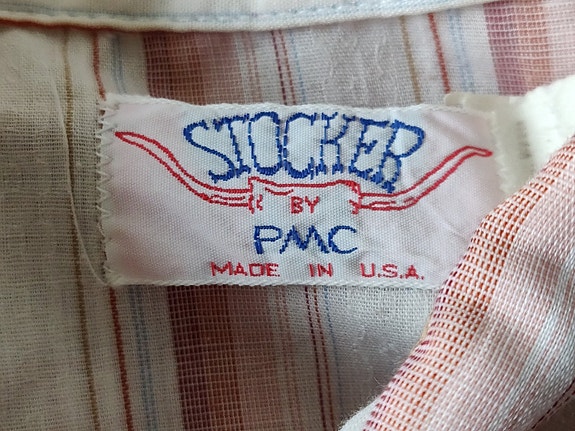 STOCKER
BY
PMC
MADE IN U.S.A.